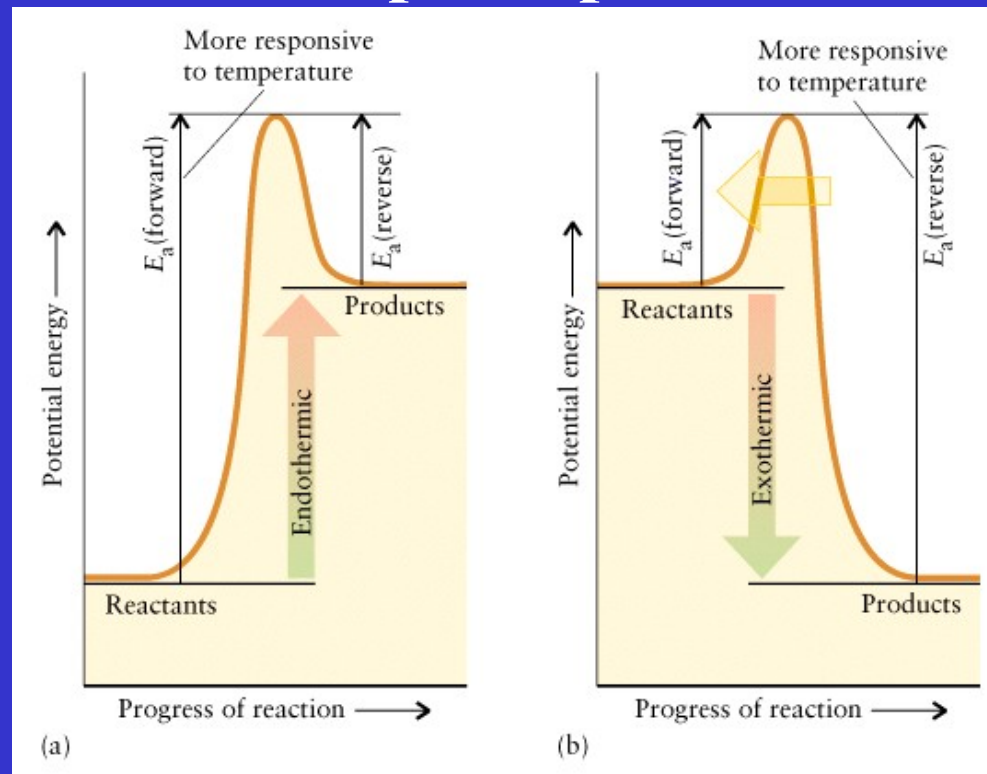 More responsive
to temperature
Ea(forward)
Ea(reverse)
Potential energy
Products
Endothermic
Reactants
Progress of reaction
(a)
More responsive
to temperature
Ea(forward)
Ea(reverse)
Potential energy
Reactants
Exothermic
Products
Progress of reaction
(b)